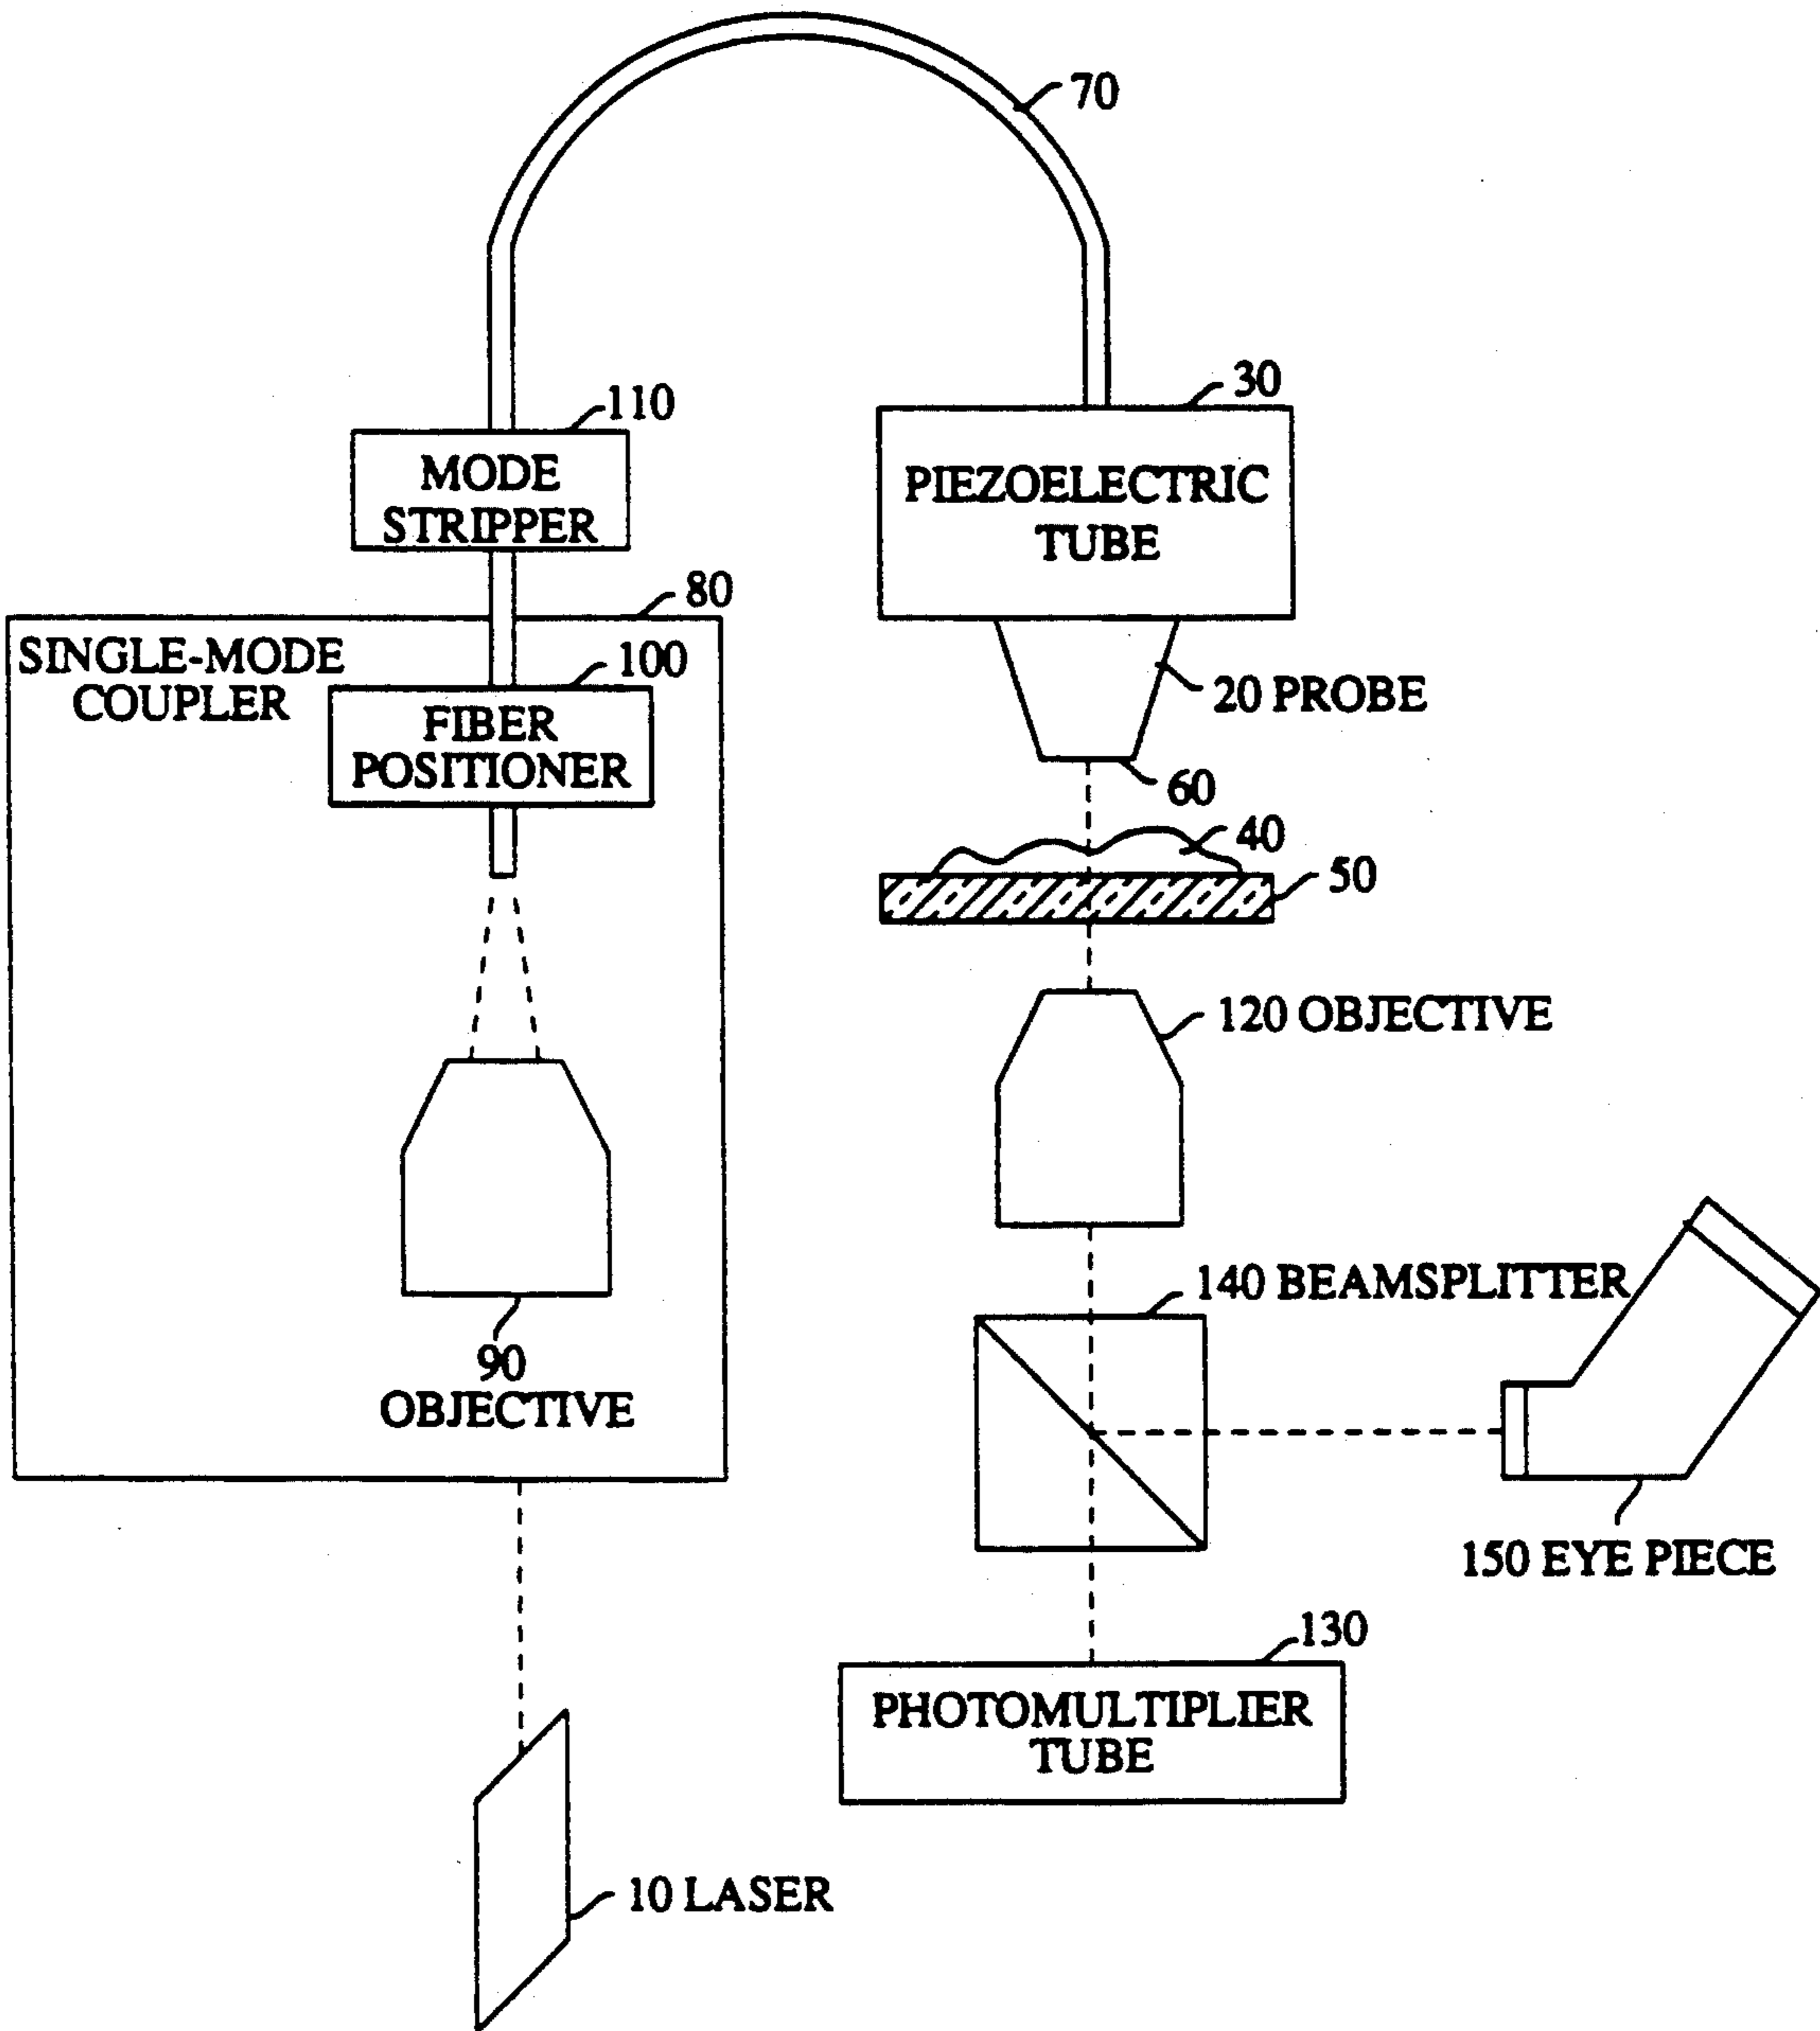 70
30
110
PIEZOELECTRIC
TUBE
MODE
STRIPPER
80
SINGLE-MODE
COUPLER
100
FIBER
POSITIONER
20 PROBE
60
40
50
120 OBJECTIVE
140 BEAMSPLITTER
90
OBJECTIVE
150 EYE PIECE
130
PHOTOMULTIPLIER
TUBE
10 LASER